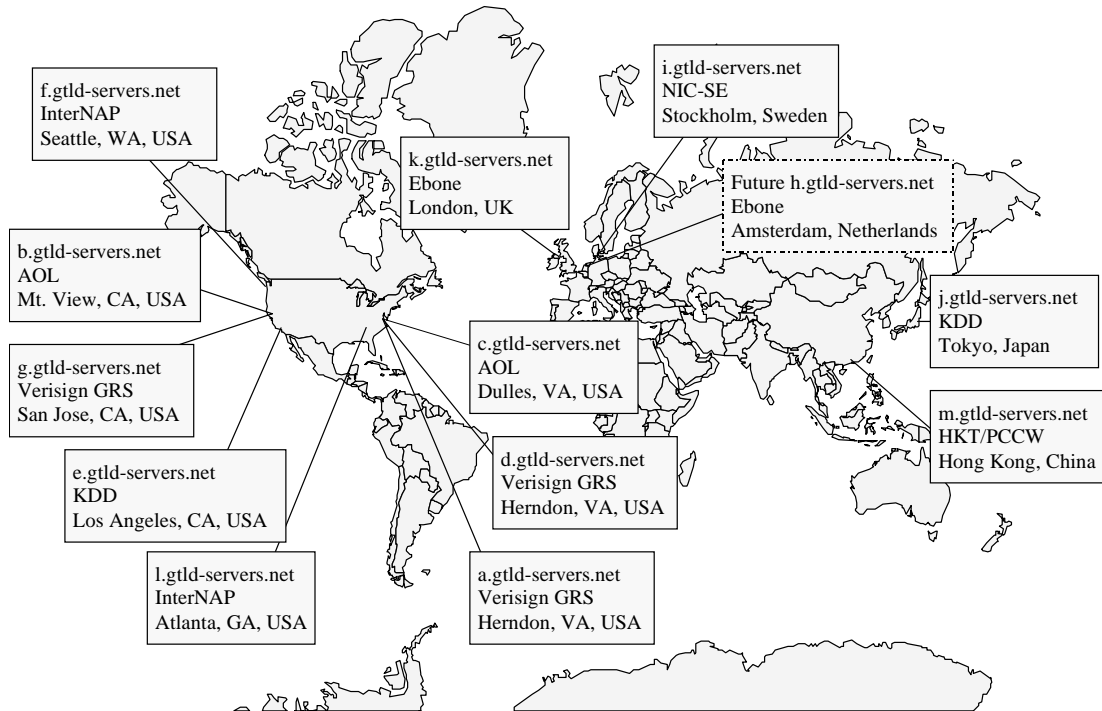 f.gtld-servers.net
InterNAP
Seattle, WA, USA
i.gtld-servers.net
NIC-SE
Stockholm, Sweden
k.gtld-servers.net
Ebone
London, UK
Future h.gtld-servers.net
Ebone
Amsterdam, Netherlands
b.gtld-servers.net
AOL
Mt. View, CA, USA
j.gtld-servers.net
KDD
Tokyo, Japan
g.gtld-servers.net
Verisign GRS
San Jose, CA, USA
c.gtld-servers.net
AOL
Dulles, VA, USA
m.gtld-servers.net
HKT/PCCW
Hong Kong, China
e.gtld-servers.net
KDD
Los Angeles, CA, USA
d.gtld-servers.net
Verisign GRS
Herndon, VA, USA
l.gtld-servers.net
InterNAP
Atlanta, GA, USA
a.gtld-servers.net
Verisign GRS
Herndon, VA, USA